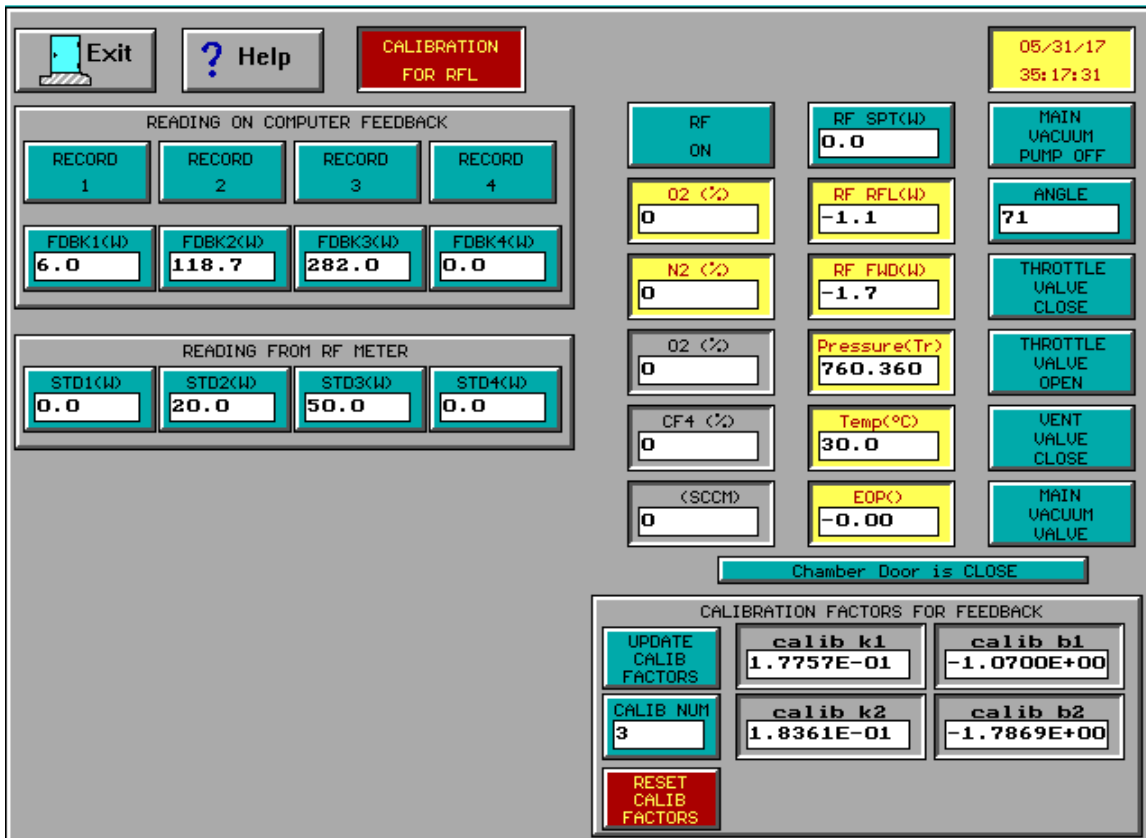 Exit
? Help
CALIBRATION
FOR RFL
05/31/17
35:17:31
READING ON COMPUTER FEEDBACK
RECORD
1
RECORD
2
RECORD
3
RECORD
4
FDBK1(W)
6.0
FDBK2(W)
118.7
FDBK3(W)
282.0
FDBK4(W)
0.0
READING FROM RF METER
STD1(W)
0.0
STD2(W)
20.0
STD3(W)
50.0
STD4(W)
0.0
RF
ON
RF SPT(W)
0.0
MAIN
VACUUM
PUMP OFF
O2 (%)
0
RF RFL(W)
-1.1
ANGLE
71
N2 (%)
0
RF FWD(W)
-1.7
THROTTLE
VALVE
CLOSE
O2 (%)
0
Pressure(Tr)
760.360
THROTTLE
VALVE
OPEN
CF4 (%)
0
Temp(ºC)
30.0
VENT
VALVE
CLOSE
(SCCM)
0
EOP()
-0.00
MAIN
VACUUM
VALVE
Chamber Door is CLOSE
CALIBRATION FACTORS FOR FEEDBACK
UPDATE
CALIB
FACTORS
calib k1
1.7757E-01
calib b1
-1.0700E+00
CALIB NUM
3
calib k2
1.8361E-01
calib b2
-1.7869E+00
RESET
CALIB
FACTORS